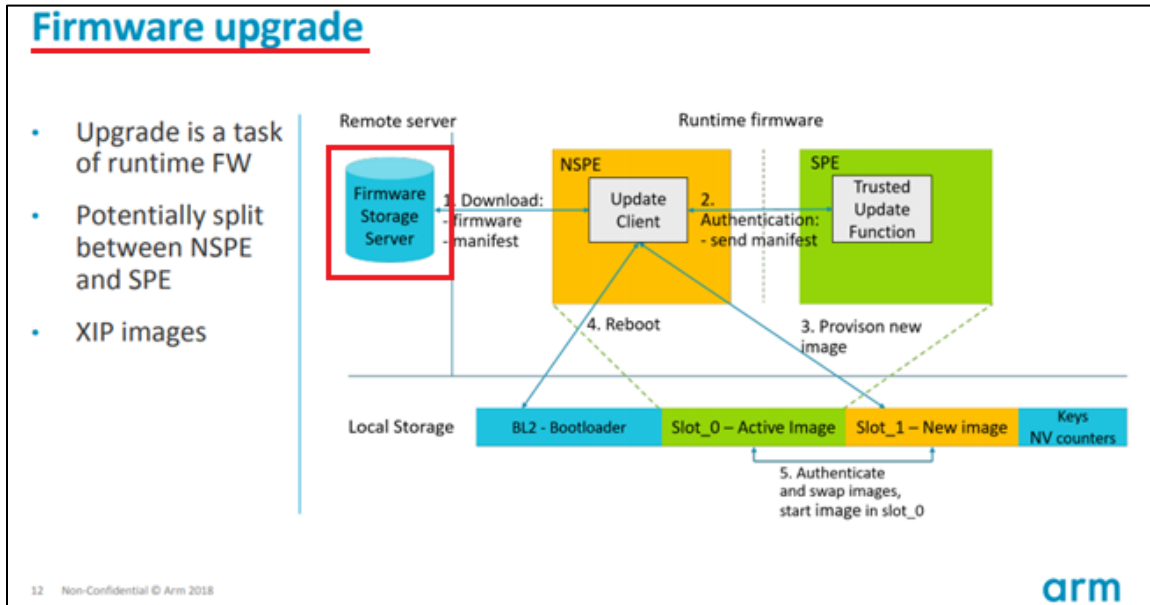 Firmware upgrade
• Upgrade is a task
of runtime FW
• Potentially split
between NSPE
and SPE
• XIP images
Remote server
Runtime firmware
Firmware
Storage
Server
1. Download:
- firmware
- manifest
NSPE
Update
Client
2.
Authentication:
- send manifest
SPE
Trusted
Update
Function
4. Reboot
3. Provison new
image
Local Storage
BL2 - Bootloader
Slot_0 – Active Image
Slot_1 – New image
Keys
NV counters
5. Authenticate
and swap images,
start image in slot_0
12 Non-Confidential © Arm 2018
arm